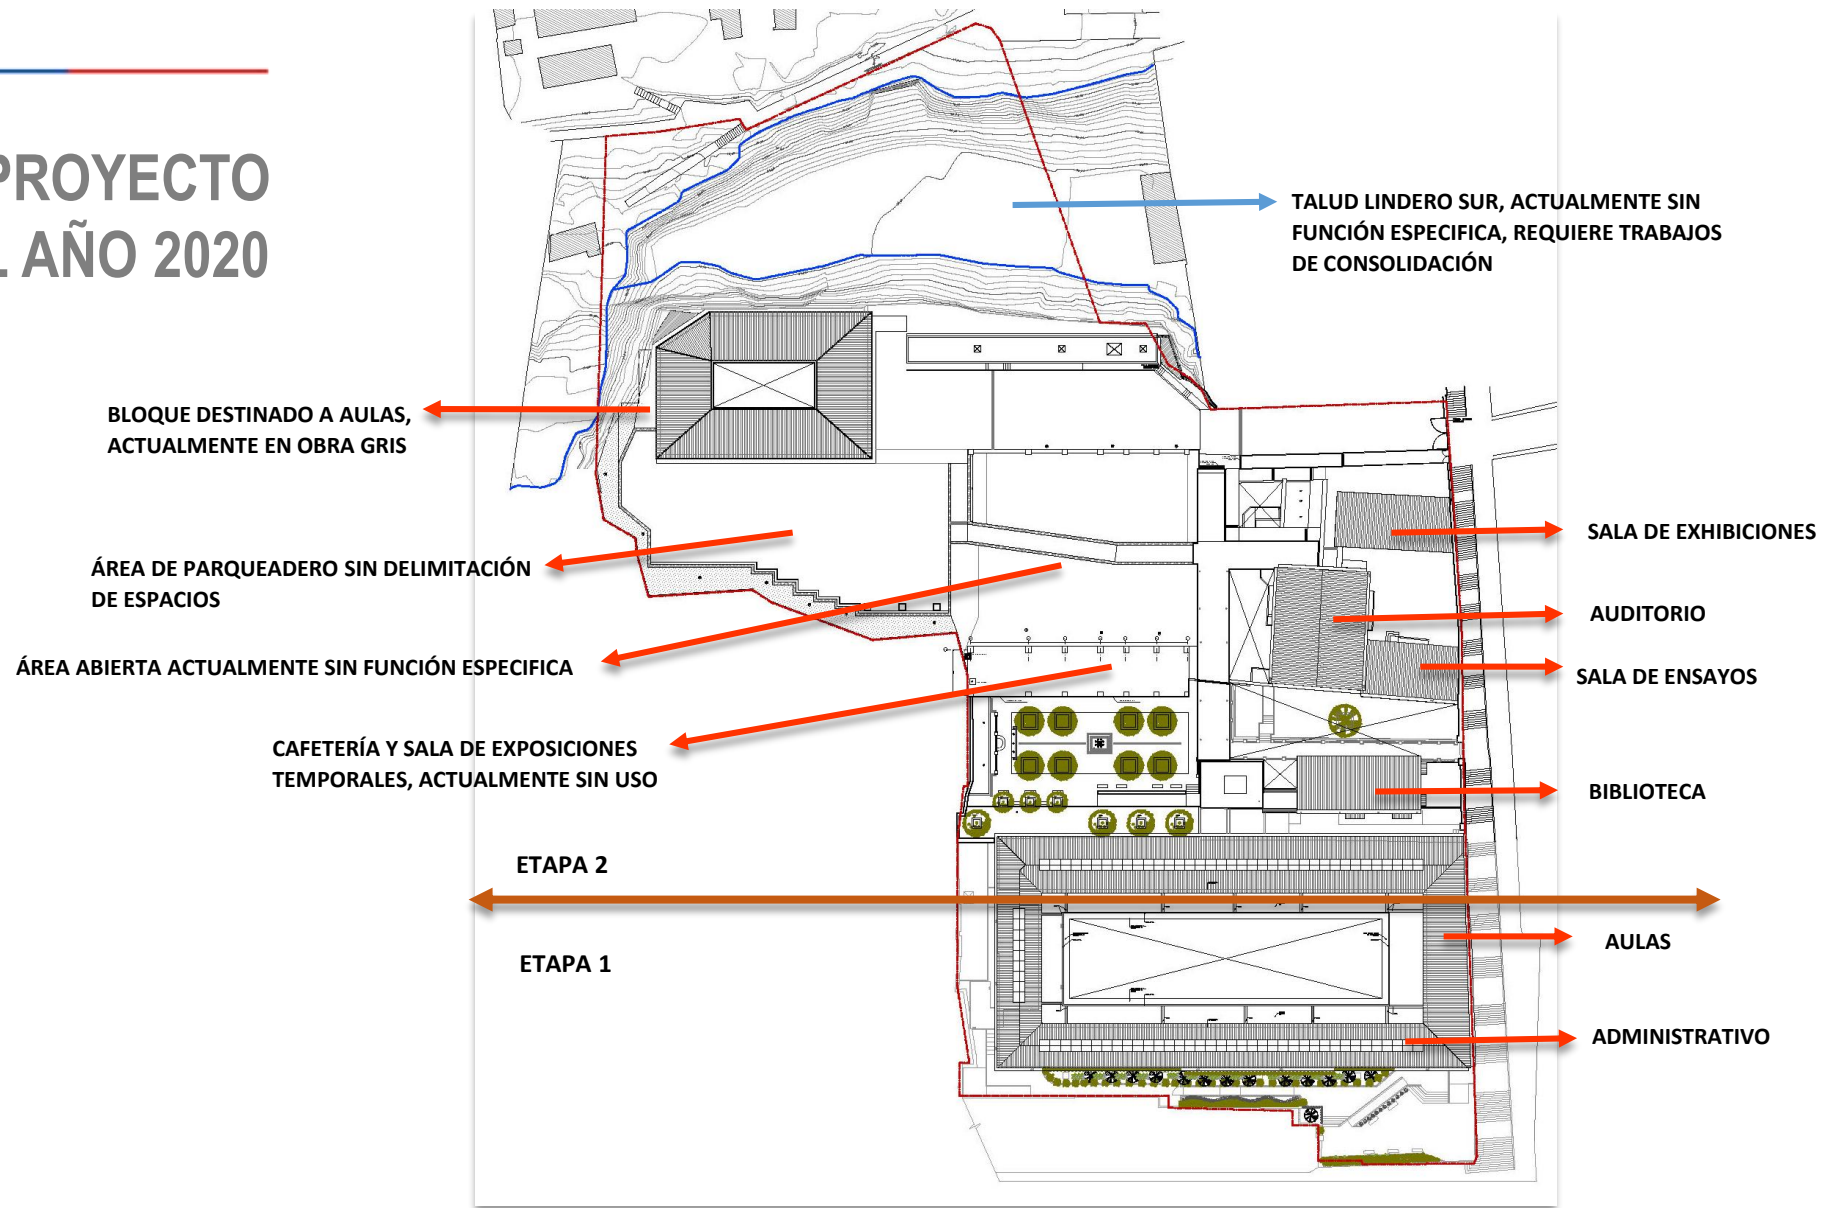 PROYECTO
L AÑO 2020
TALUD LINDERO SUR, ACTUALMENTE SIN
FUNCIÓN ESPECIFICA, REQUIERE TRABAJOS
DE CONSOLIDACIÓN
BLOQUE DESTINADO A AULAS,
ACTUALMENTE EN OBRA GRIS
SALA DE EXHIBICIONES
ÁREA DE PARQUEADERO SIN DELIMITACIÓN
DE ESPACIOS
AUDITORIO
ÁREA ABIERTA ACTUALMENTE SIN FUNCIÓN ESPECIFICA
SALA DE ENSAYOS
CAFETERÍA Y SALA DE EXPOSICIONES
TEMPORALES, ACTUALMENTE SIN USO
BIBLIOTECA
ETAPA 2
ETAPA 1
AULAS
ADMINISTRATIVO